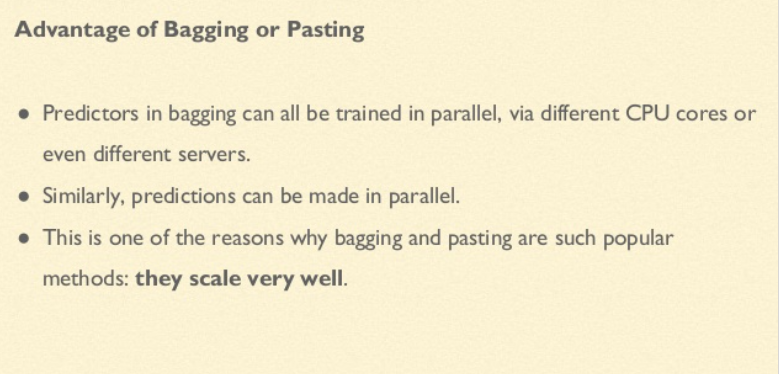 Advantage of Bagging or Pasting
● Predictors in bagging can all be trained in parallel, via different CPU cores or
even different servers.
● Similarly, predictions can be made in parallel.
● This is one of the reasons why bagging and pasting are such popular
methods: they scale very well.